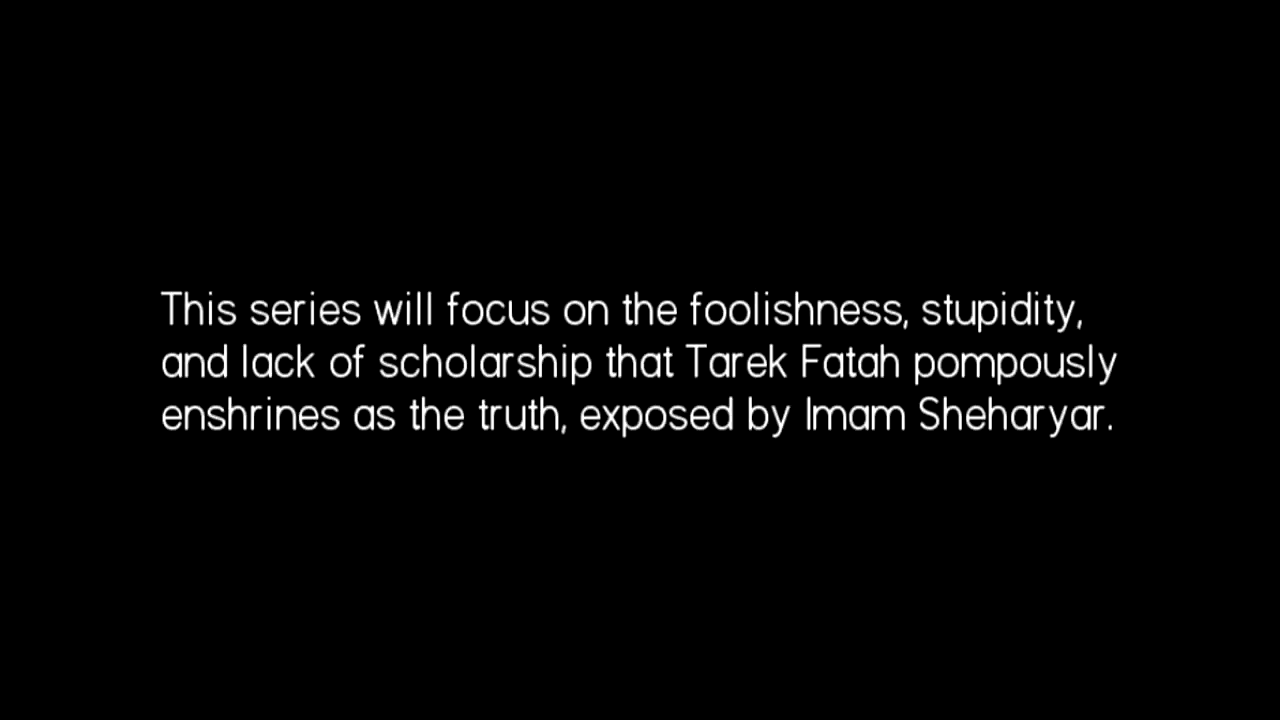 This series will focus on the foolishness, stupidity,
and lack of scholarship that Tarek Fatah pompously
enshrines as the truth, exposed by Imam Sheharyar.